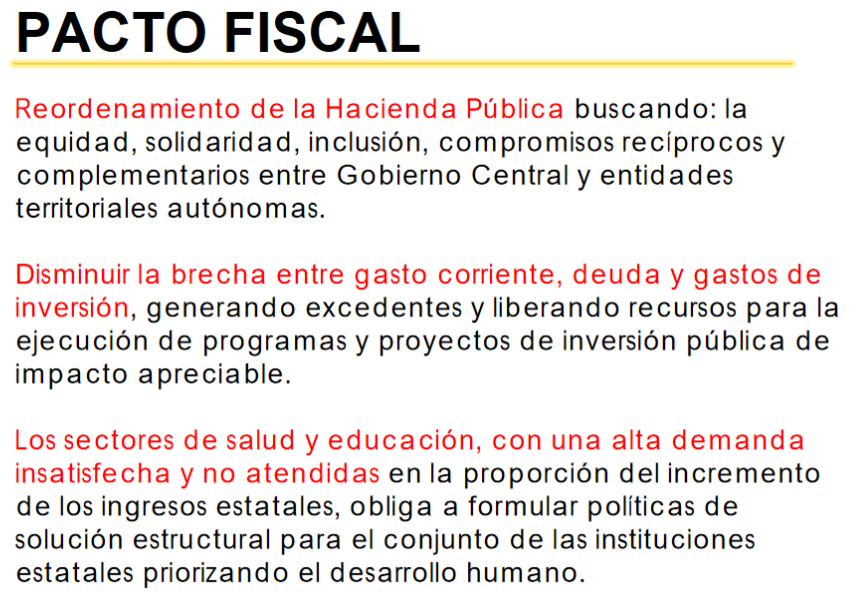 PACTO FISCAL
Reordenamiento de la Hacienda Pública buscando: la
equidad, solidaridad, inclusión, compromisos recíprocos y
complementarios entre Gobierno Central y entidades
territoriales autónomas.
Disminuir la brecha entre gasto corriente, deuda y gastos de
inversión, generando excedentes y liberando recursos para la
ejecución de programas y proyectos de inversión pública de
impacto apreciable.
Los sectores de salud y educación, con una alta demanda
insatisfecha y no atendidas en la proporción del incremento
de los ingresos estatales, obliga a formular políticas de
solución estructural para el conjunto de las instituciones
estatales priorizando el desarrollo humano.